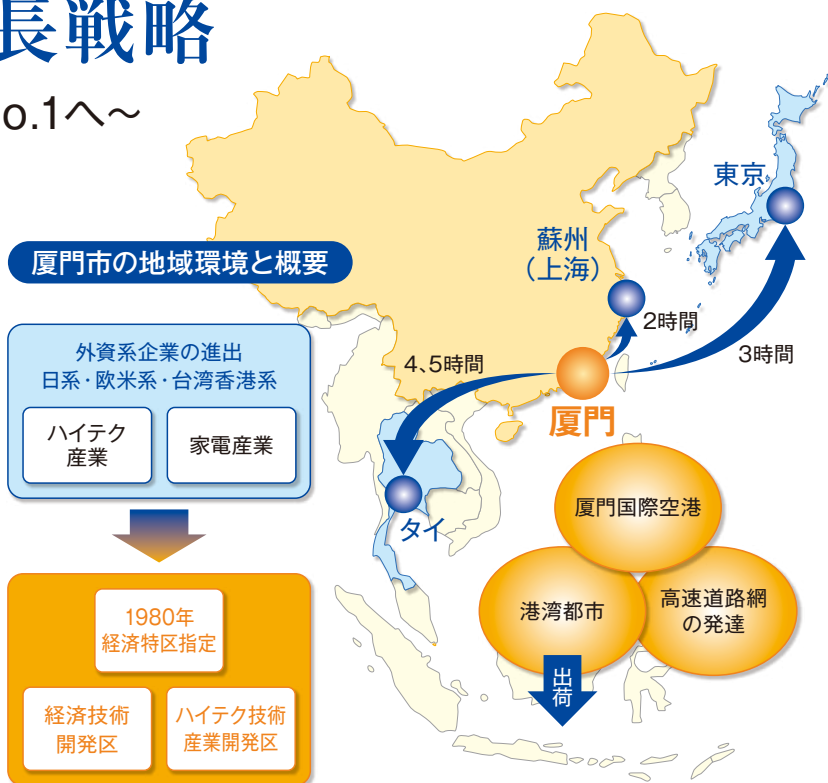 長戦略
o.1へ～
東京
蘇州
（上海）
厦門市の地域環境と概要
2時間
3時間
4、5時間
厦門
タイ
外資系企業の進出
日系・欧米系・台湾香港系
ハイテク
産業
家電産業
1980年
経済特区指定
経済技術
開発区
ハイテク技術
産業開発区
厦門国際空港
港湾都市
高速道路網
の発達
出荷